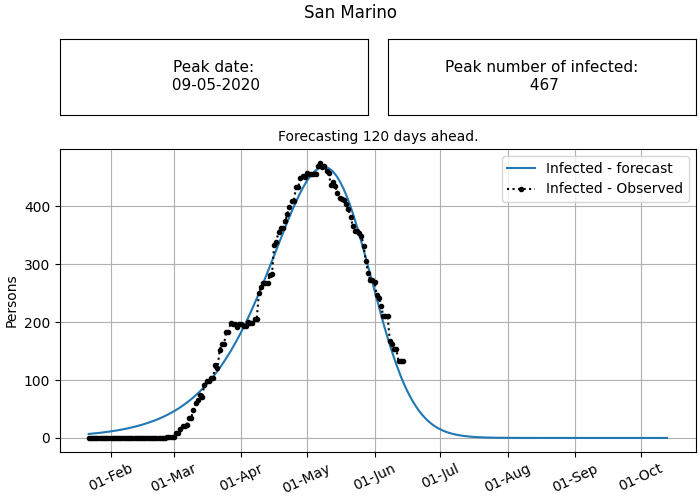 San Marino
Peak date:
09-05-2020
Peak number of infected:
467
Forecasting 120 days ahead.
Infected - forecast
Infected - Observed
Persons
400
300
200
100
0
01-Feb
01-Mar
01-Apr
01-May
01-Jun
01-Jul
01-Aug
01-Sep
01-Oct